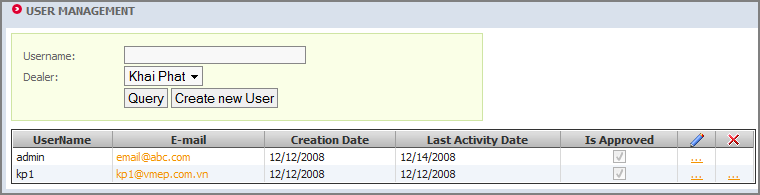 USER MANAGEMENT
Username:
Dealer: Khai Phat
Query Create new User
UserName E-mail Creation Date Last Activity Date Is Approved
admin email@abc.com 12/12/2008 12/14/2008 ...
kp1 kp1@vmep.com.vn 12/12/2008 12/12/2008 ... ...